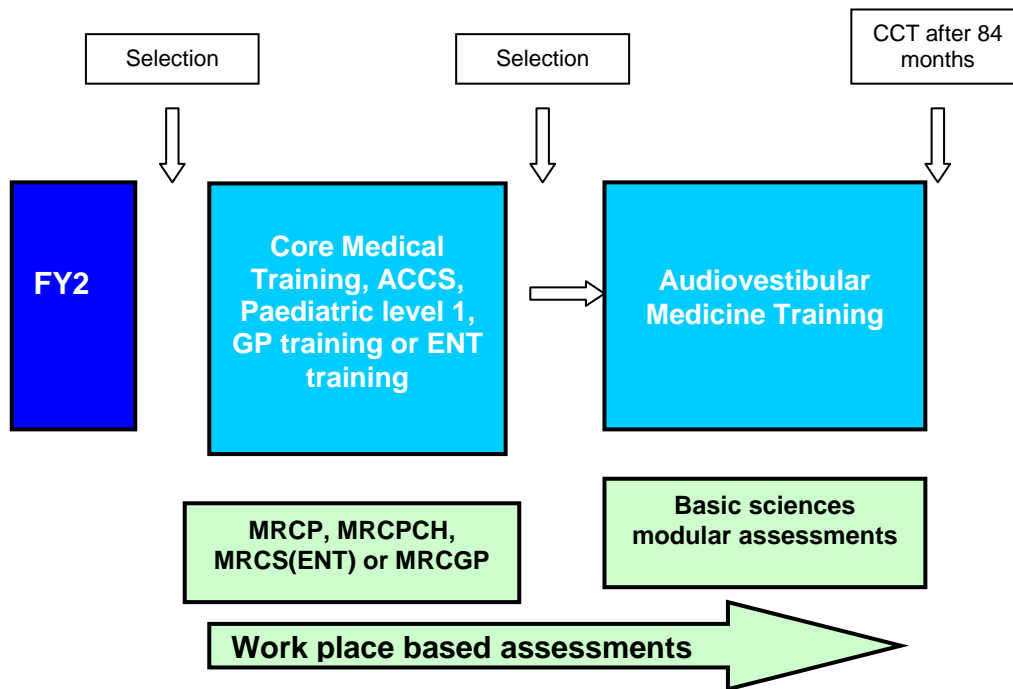 Selection
Selection
CCT after 84
months
FY2
Core Medical
Training, ACCS,
Paediatric level 1,
GP training or ENT
training
Audiovestibular
Medicine Training
MRCP, MRCPCH,
MRCS(ENT) or MRCGP
Basic sciences
modular assessments
Work place based assessments